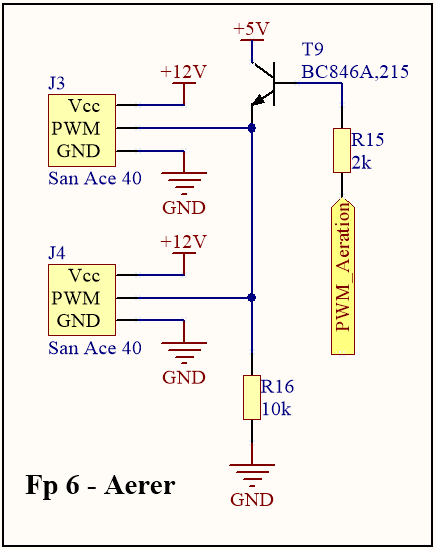 +5V
T9
BC846A,215
+12V
J3
Vcc
PWM
GND
San Ace 40
GND
R15
2k
PWM_Aeration
+12V
J4
Vcc
PWM
GND
San Ace 40
GND
R16
10k
GND
Fp 6 - Aerer